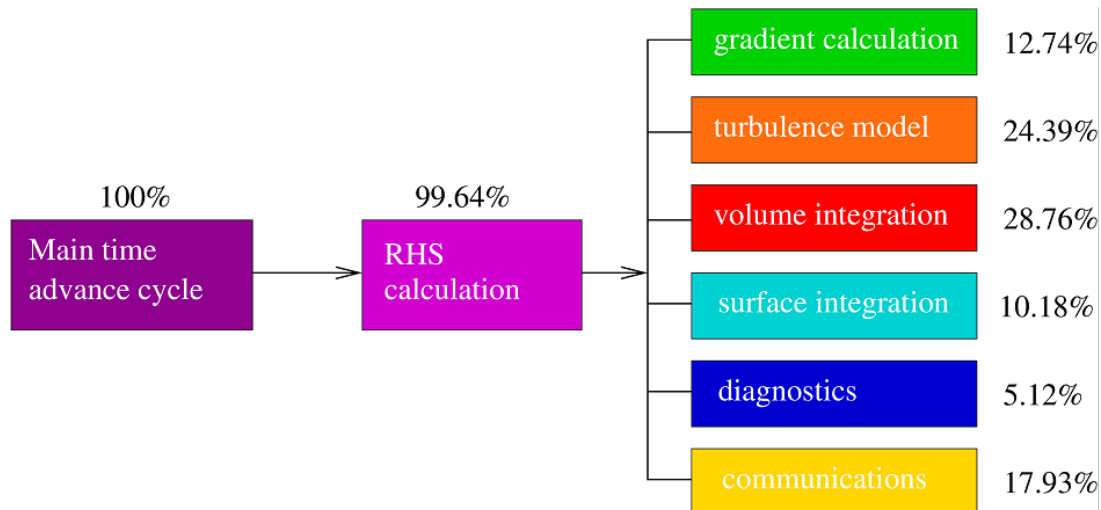 100%
Main time
advance cycle
99.64%
RHS
calculation
gradient calculation 12.74%
turbulence model 24.39%
volume integration 28.76%
surface integration 10.18%
diagnostics 5.12%
communications 17.93%